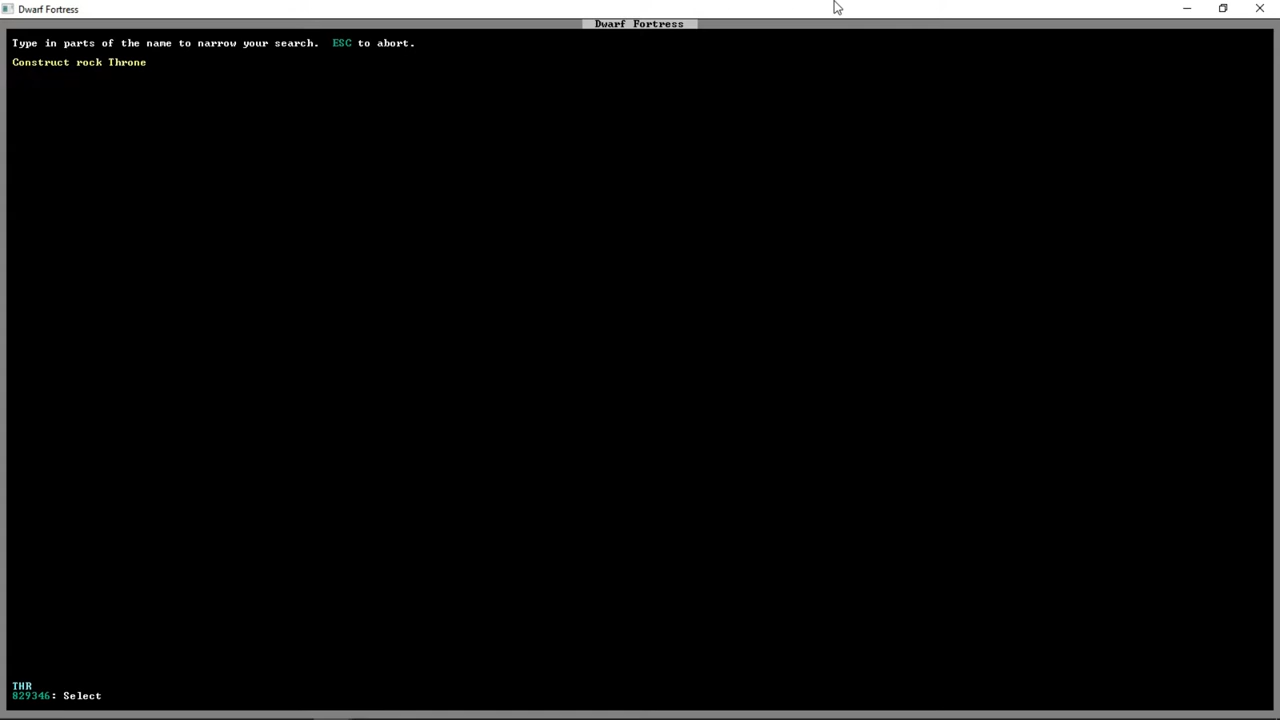 Dwarf Fortress
Dwarf Fortress
Type in parts of the name to narrow your search.  ESC to abort.
Construct rock Throne
THR
829346: Select